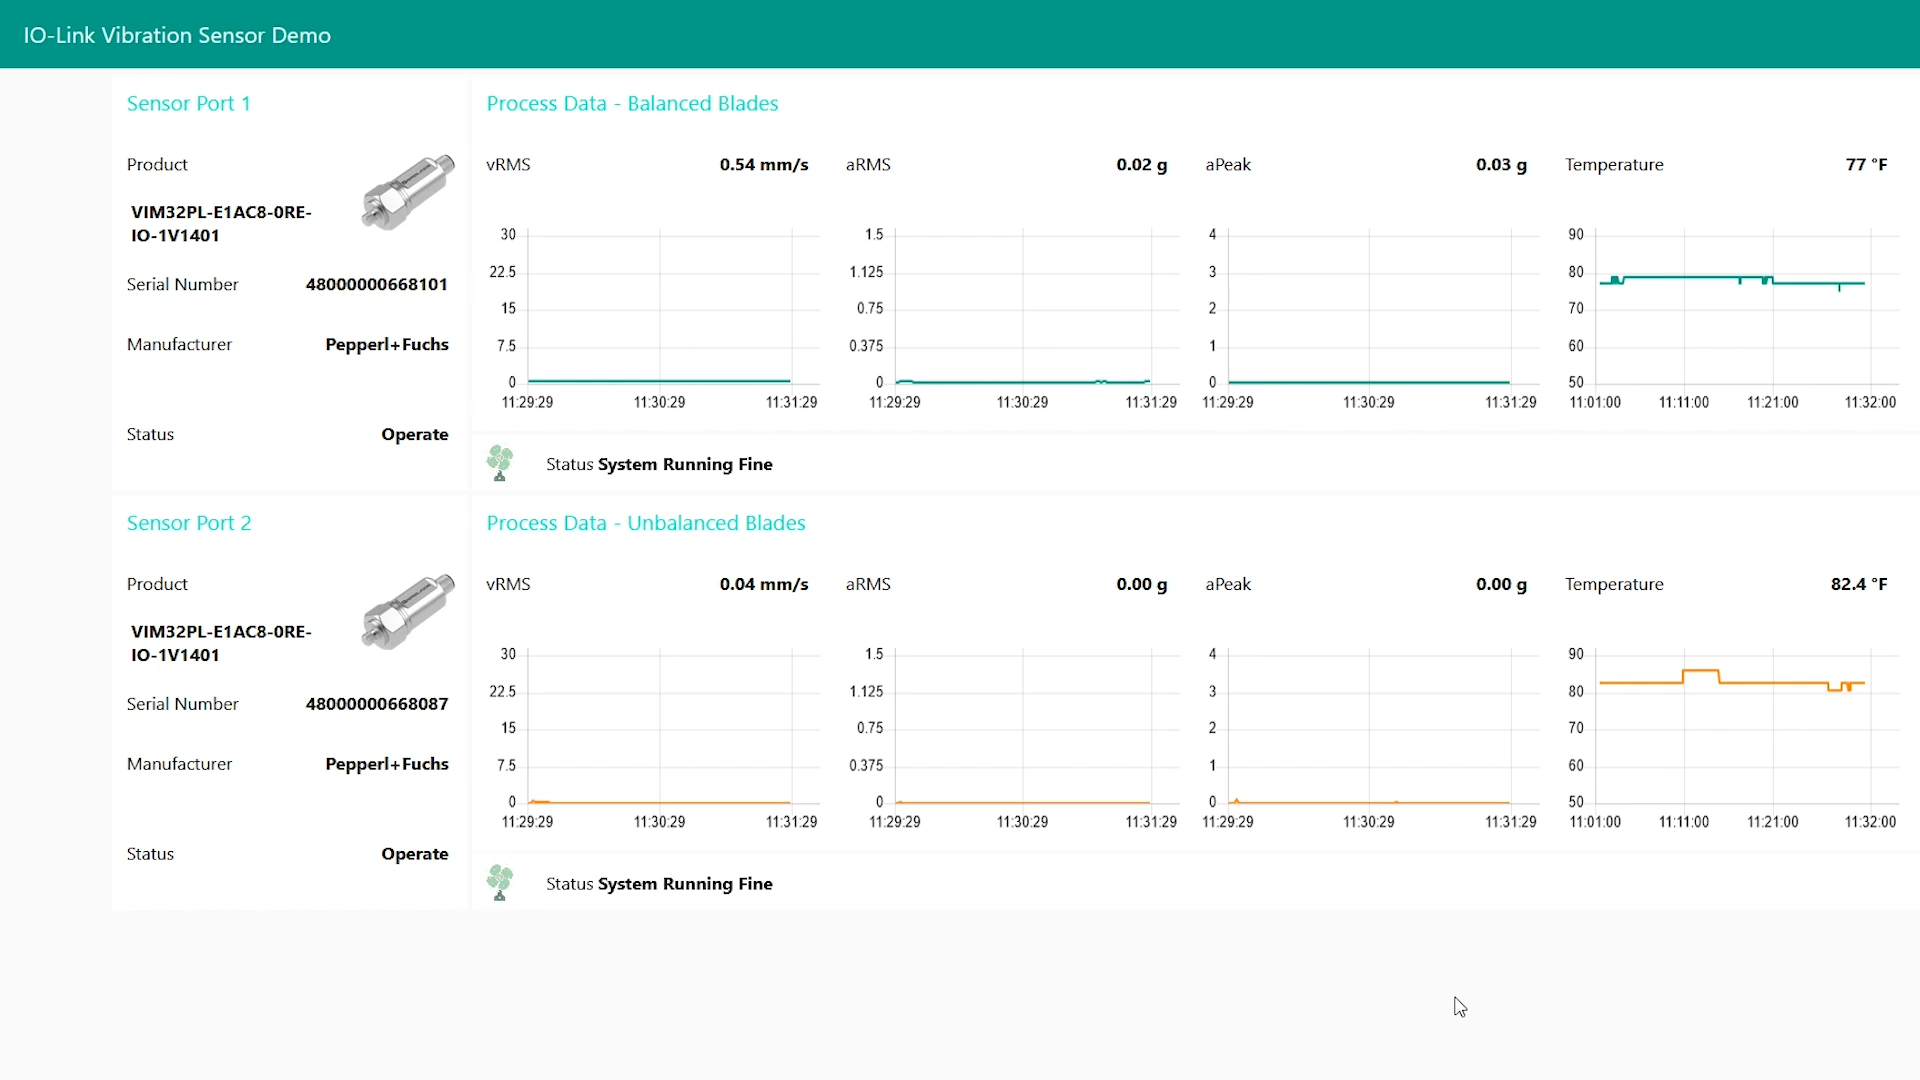 IO-Link Vibration Sensor Demo
Sensor Port 1
Product
VIM32PL-E1AC8-0RE-
IO-1V1401
Serial Number 48000000668101
Manufacturer Pepperl+Fuchs
Status Operate
Process Data - Balanced Blades
vRMS 0.54 mm/s
30
22.5
15
7.5
0
11:29:29 11:30:29 11:31:29
aRMS 0.02 g
1.5
1.125
0.75
0.375
0
11:29:29 11:30:29 11:31:29
aPeak 0.03 g
4
3
2
1
0
11:29:29 11:30:29 11:31:29
Temperature 77 °F
90
80
70
60
50
11:01:00 11:11:00 11:21:00 11:32:00
Status System Running Fine
Sensor Port 2
Product
VIM32PL-E1AC8-0RE-
IO-1V1401
Serial Number 48000000668087
Manufacturer Pepperl+Fuchs
Status Operate
Process Data - Unbalanced Blades
vRMS 0.04 mm/s
30
22.5
15
7.5
0
11:29:29 11:30:29 11:31:29
aRMS 0.00 g
1.5
1.125
0.75
0.375
0
11:29:29 11:30:29 11:31:29
aPeak 0.00 g
4
3
2
1
0
11:29:29 11:30:29 11:31:29
Temperature 82.4 °F
90
80
70
60
50
11:01:00 11:11:00 11:21:00 11:32:00
Status System Running Fine